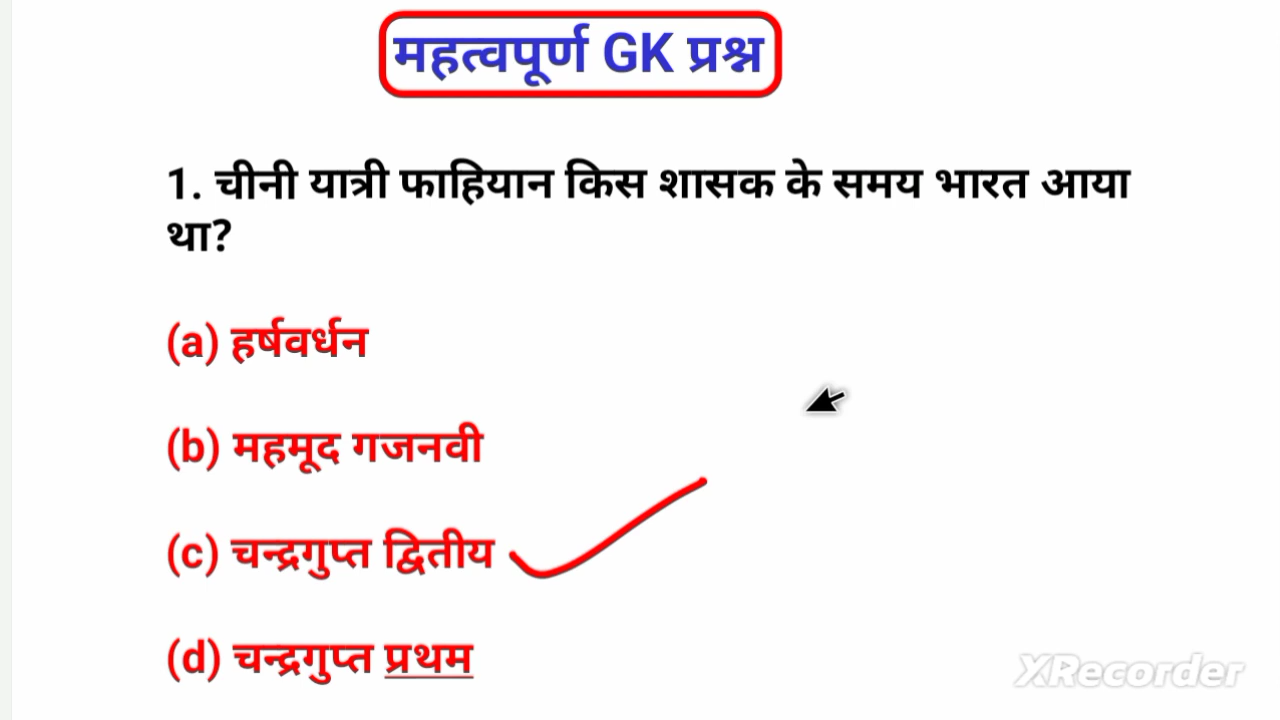 महत्वपूर्ण GK प्रश्न
1. चीनी यात्री फाहियान किस शासक के समय भारत आया
था?
(a) हर्षवर्धन
(b) महमूद गजनवी
(c) चन्द्रगुप्त द्वितीय
(d) चन्द्रगुप्त प्रथम
XRecorder